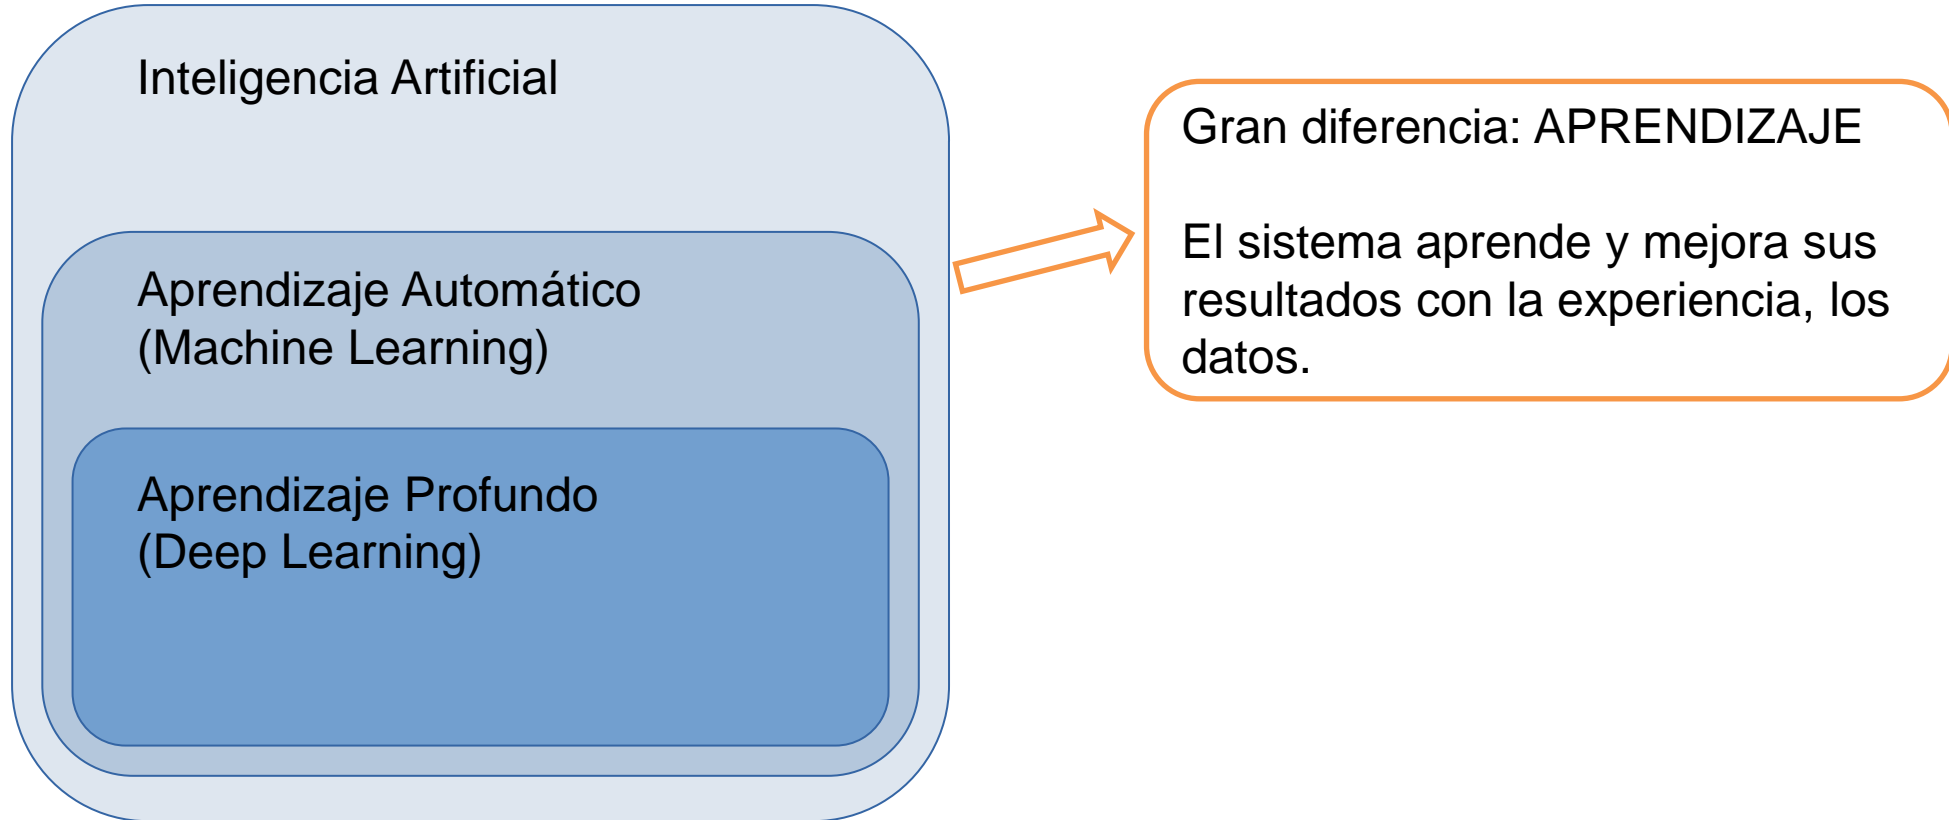 Inteligencia Artificial
Aprendizaje Automático
(Machine Learning)
Aprendizaje Profundo
(Deep Learning)
Gran diferencia: APRENDIZAJE
El sistema aprende y mejora sus
resultados con la experiencia, los
datos.